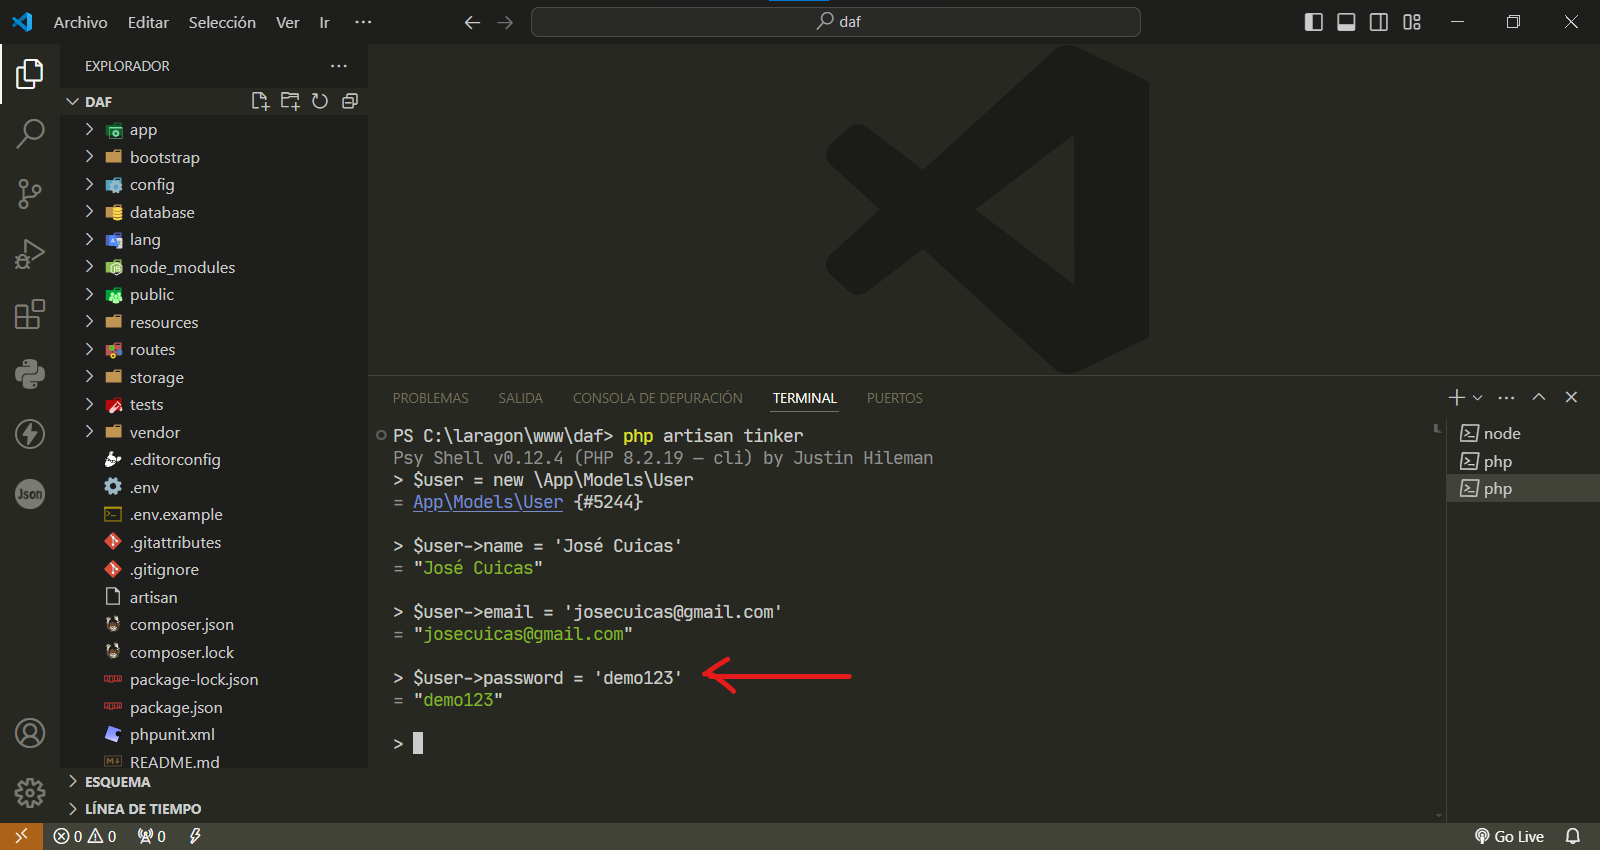 Archivo Editar Selección Ver Ir ···
daf
EXPLORADOR ···
DAF
app
bootstrap
config
database
lang
node_modules
public
resources
routes
storage
tests
vendor
.editorconfig
.env
.env.example
.gitattributes
.gitignore
artisan
composer.json
composer.lock
package-lock.json
package.json
phpunit.xml
README.md
ESQUEMA
LÍNEA DE TIEMPO
PROBLEMAS SALIDA CONSOLA DE DEPURACIÓN TERMINAL PUERTOS
PS C:\laragon\www\daf> php artisan tinker
Psy Shell v0.12.4 (PHP 8.2.19 — cli) by Justin Hileman
> $user = new \App\Models\User
= App\Models\User {#5244}
> $user->name = 'José Cuicas'
= "José Cuicas"
> $user->email = 'josecuicas@gmail.com'
= "josecuicas@gmail.com"
> $user->password = 'demo123'
= "demo123"
>
node
php
php
Json
0 0 0
Go Live